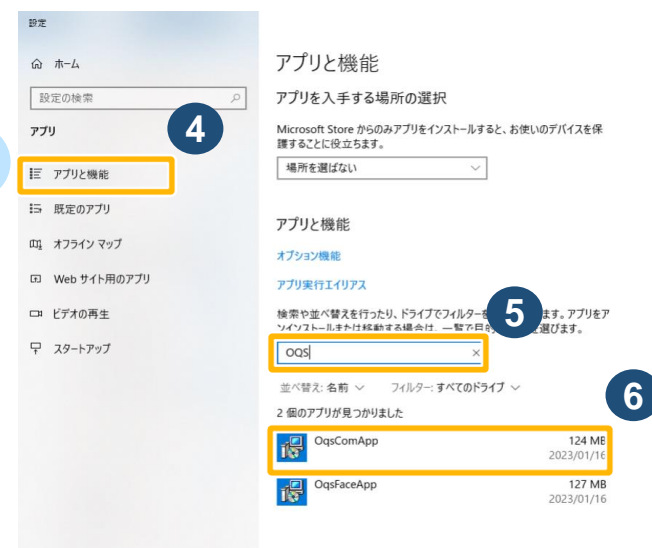 設定
ホーム
設定の検索
アプリ
4
アプリと機能
既定のアプリ
オフライン マップ
Web サイト用のアプリ
ビデオの再生
スタートアップ
アプリと機能
アプリを入手する場所の選択
Microsoft Store からのみアプリをインストールすると、お使いのデバイスを保
護することに役立ちます。
場所を選ばない
アプリと機能
オプション機能
アプリ実行エイリアス
検索や並べ替えを行ったり、ドライブでフィルターを ます。アプリをア
ンインストールまたは移動する場合は、一覧で目的 選びます。
5
OQS
×
並べ替え: 名前 フィルター: すべてのドライブ
2 個のアプリが見つかりました
6
OqsComApp 124 MB
2023/01/16
OqsFaceApp 127 MB
2023/01/16